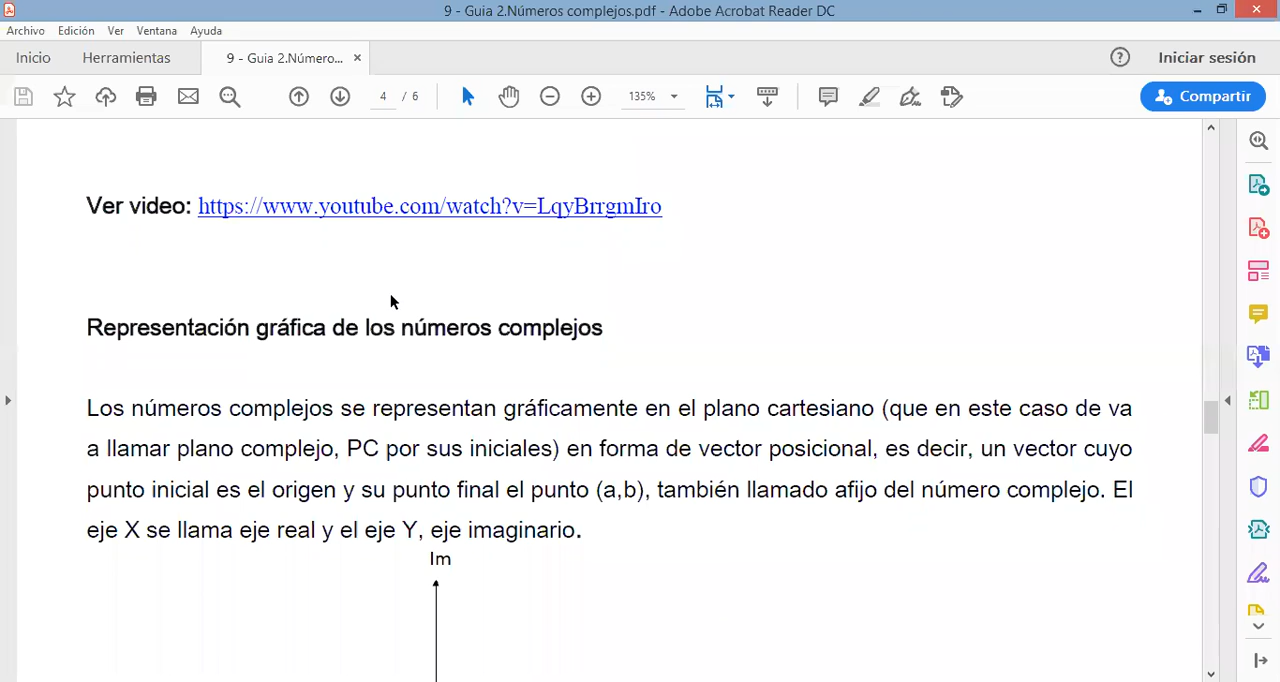 9 - Guia 2.Números complejos.pdf - Adobe Acrobat Reader DC
Archivo Edición Ver Ventana Ayuda
Inicio Herramientas 9 - Guia 2.Número... × Iniciar sesión
4 / 6 135% Compartir
Ver video: https://www.youtube.com/watch?v=LqyBrrgmIro
Representación gráfica de los números complejos
Los números complejos se representan gráficamente en el plano cartesiano (que en este caso de va
a llamar plano complejo, PC por sus iniciales) en forma de vector posicional, es decir, un vector cuyo
punto inicial es el origen y su punto final el punto (a,b), también llamado afijo del número complejo. El
eje X se llama eje real y el eje Y, eje imaginario.
Im